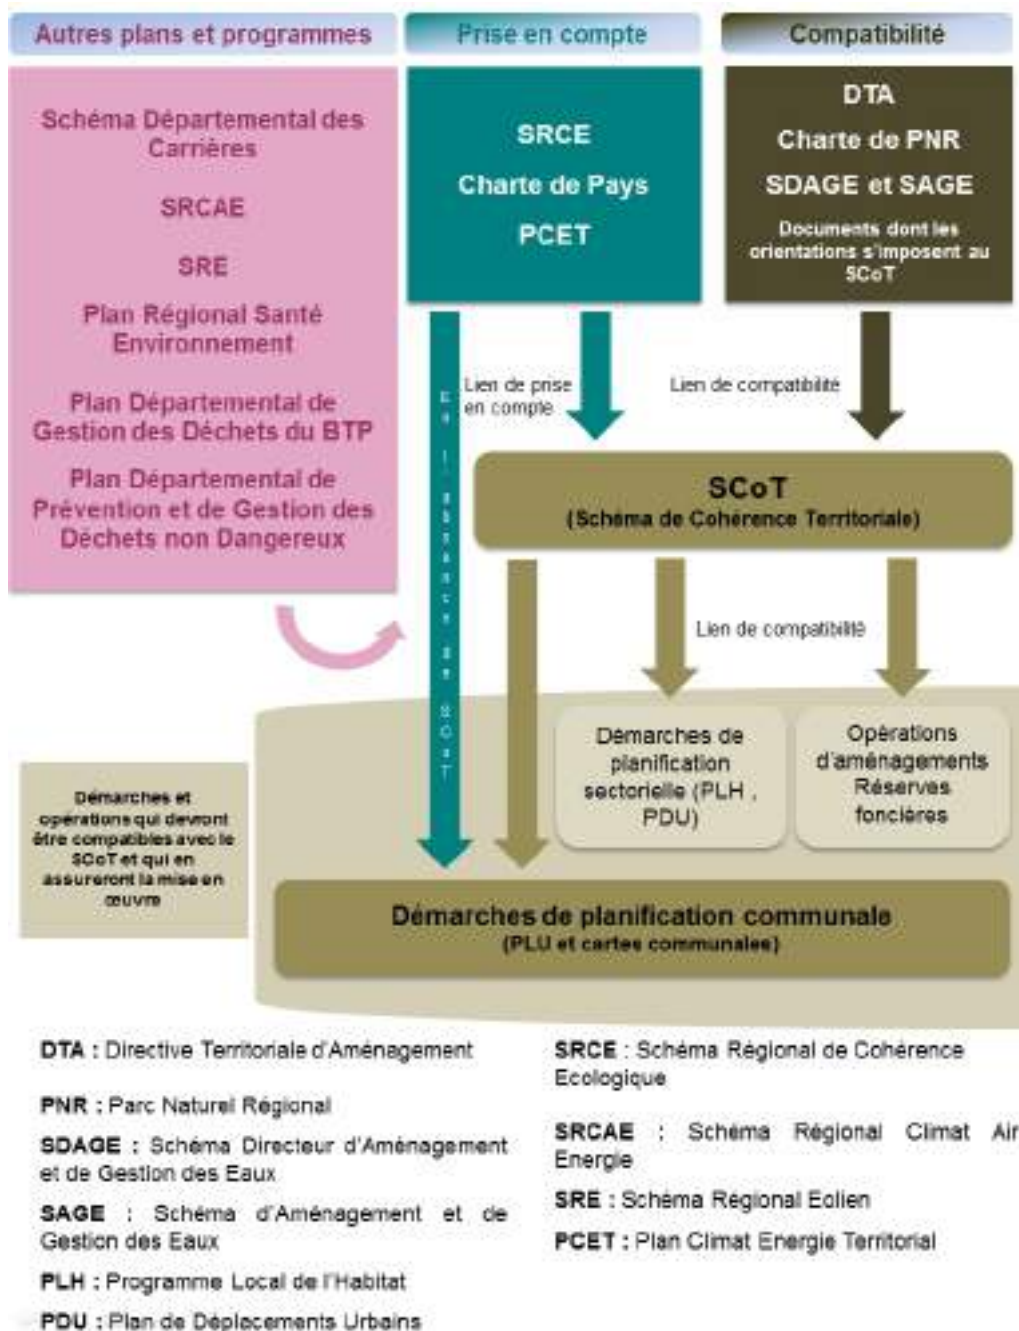 Autres plans et programmes
Schéma Départemental des
Carrières
SRCAE
SRE
Plan Régional Santé
Environnement
Plan Départemental de
Gestion des Déchets du BTP
Plan Départemental de
Prévention et de Gestion des
Déchets non Dangereux
Prise en compte
SRCE
Charte de Pays
PCET
Compatibilité
DTA
Charte de PNR
SDAGE et SAGE
Documents dont les
orientations s'imposent au
SCoT
Lien de prise
en compte
Lien de compatibilité
En l'absence de SCoT
SCoT
(Schéma de Cohérence Territoriale)
Lien de compatibilité
Démarches de
planification
sectorielle (PLH ,
PDU)
Opérations
d'aménagements
Réserves
foncières
Démarches et
opérations qui devront
être compatibles avec le
SCoT et qui en
assureront la mise en
œuvre
Démarches de planification communale
(PLU et cartes communales)
DTA : Directive Territoriale d'Aménagement
PNR : Parc Naturel Régional
SDAGE : Schéma Directeur d'Aménagement
et de Gestion des Eaux
SAGE : Schéma d'Aménagement et de
Gestion des Eaux
PLH : Programme Local de l'Habitat
PDU : Plan de Déplacements Urbains
SRCE : Schéma Régional de Cohérence
Ecologique
SRCAE : Schéma Régional Climat Air
Energie
SRE : Schéma Régional Eolien
PCET : Plan Climat Energie Territorial